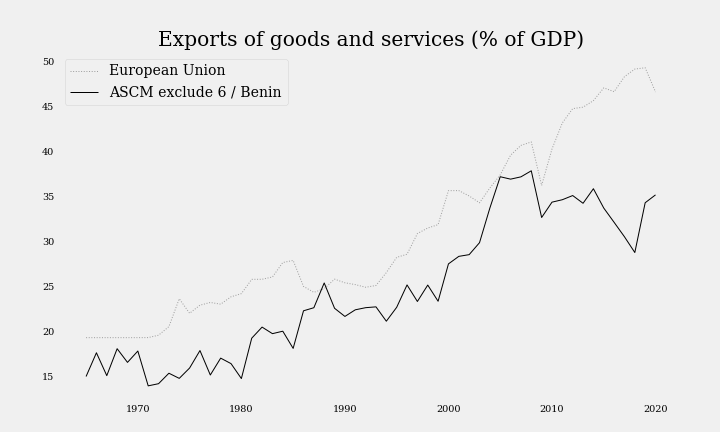 Exports of goods and services (% of GDP)
European Union
ASCM exclude 6 / Benin
50
45
40
35
30
25
20
15
1970 1980 1990 2000 2010 2020